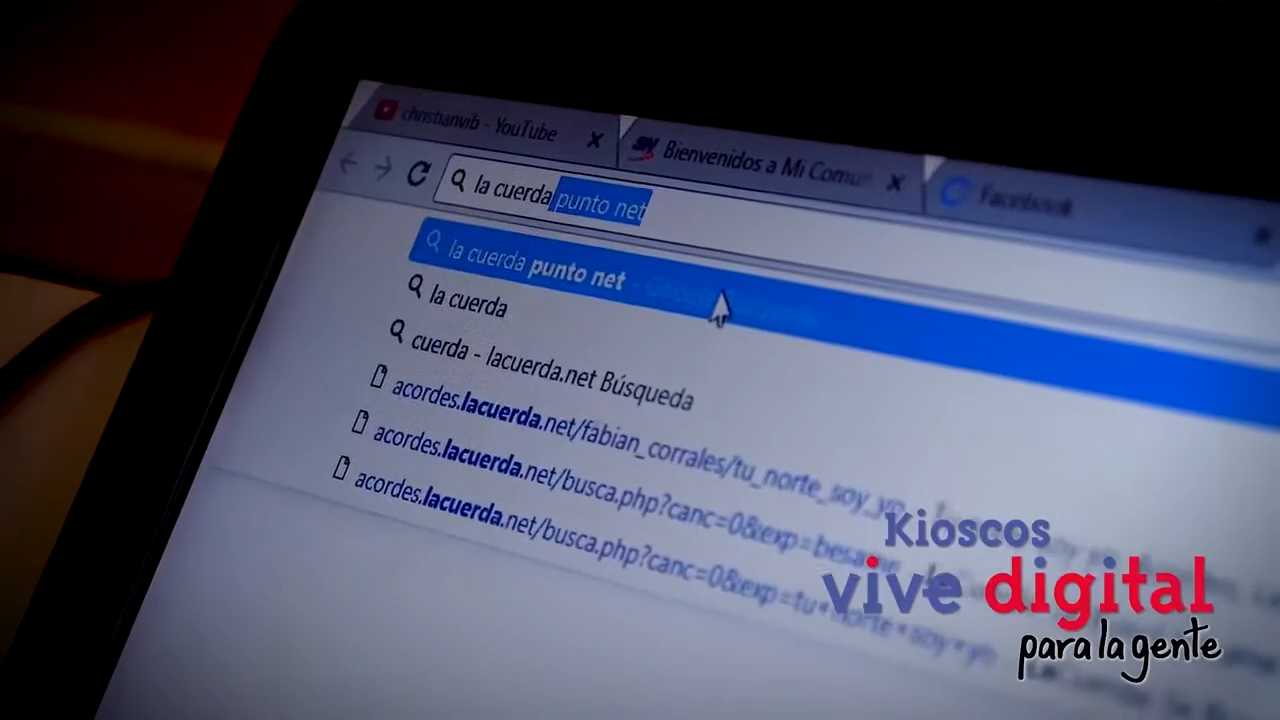 christianvib - YouTube
Bienvenidos a Mi Comun
Facebook
la cuerda punto net
la cuerda punto net -
la cuerda
cuerda - lacuerda.net Búsqueda
acordes.lacuerda.net/fabian_corrales/tu_norte_soy_yo
acordes.lacuerda.net/busca.php?canc=0&exp=besame
acordes.lacuerda.net/busca.php?canc=0&exp=tu+norte+soy+yo
Kioscos
vive digital
para la gente